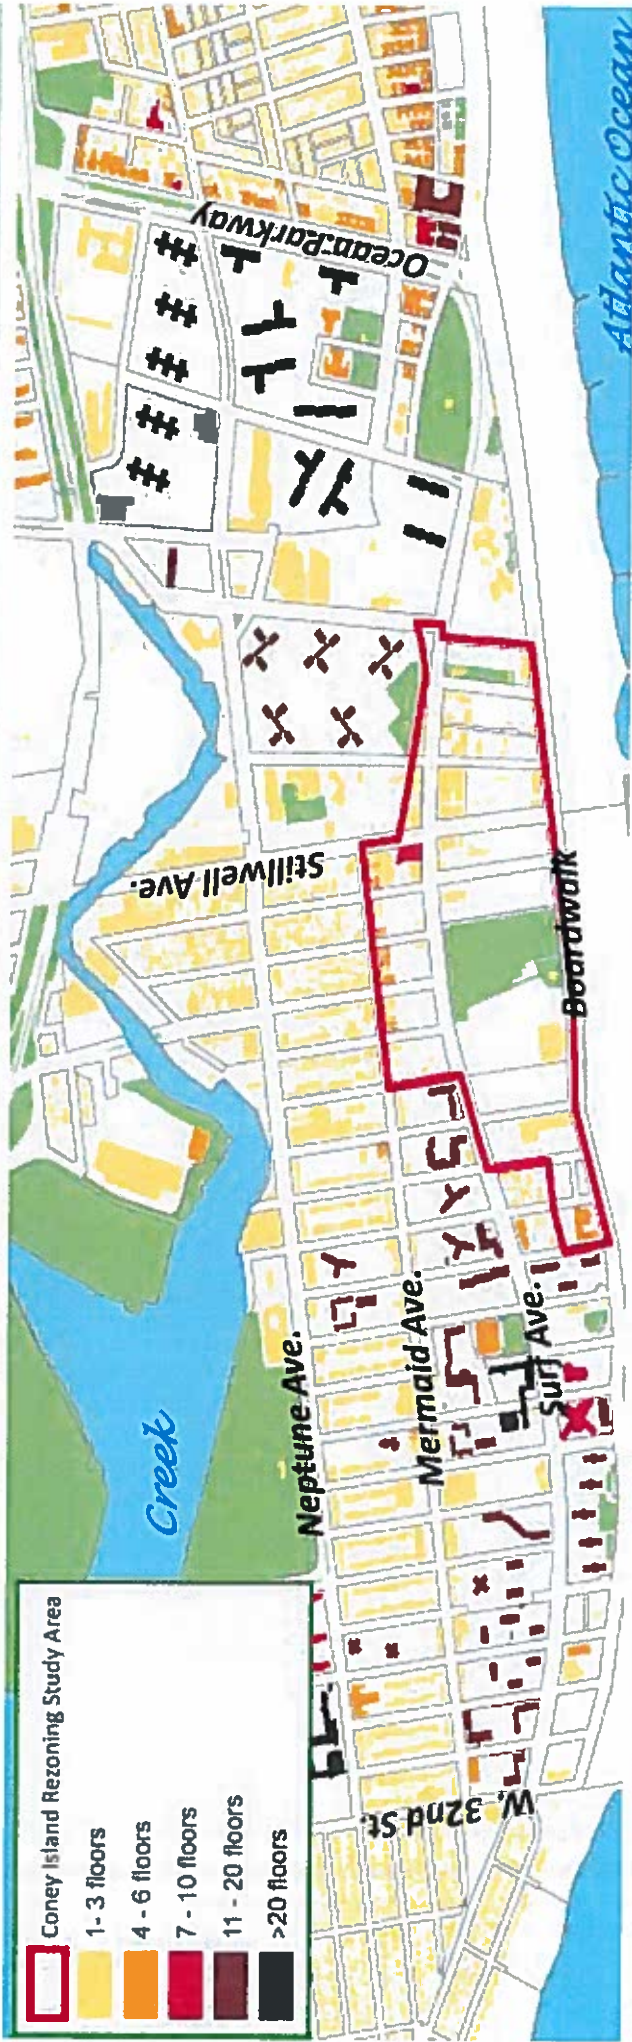 Coney Island Rezoning Study Area
1- 3 floors
4 - 6 floors
7 - 10 floors
11 - 20 floors
>20 floors
Creek
Neptune Ave.
Mermaid Ave.
Surf Ave.
W. 32nd St.
Stillwell Ave.
Boardwalk
Ocean Parkway
Atlantic Ocean